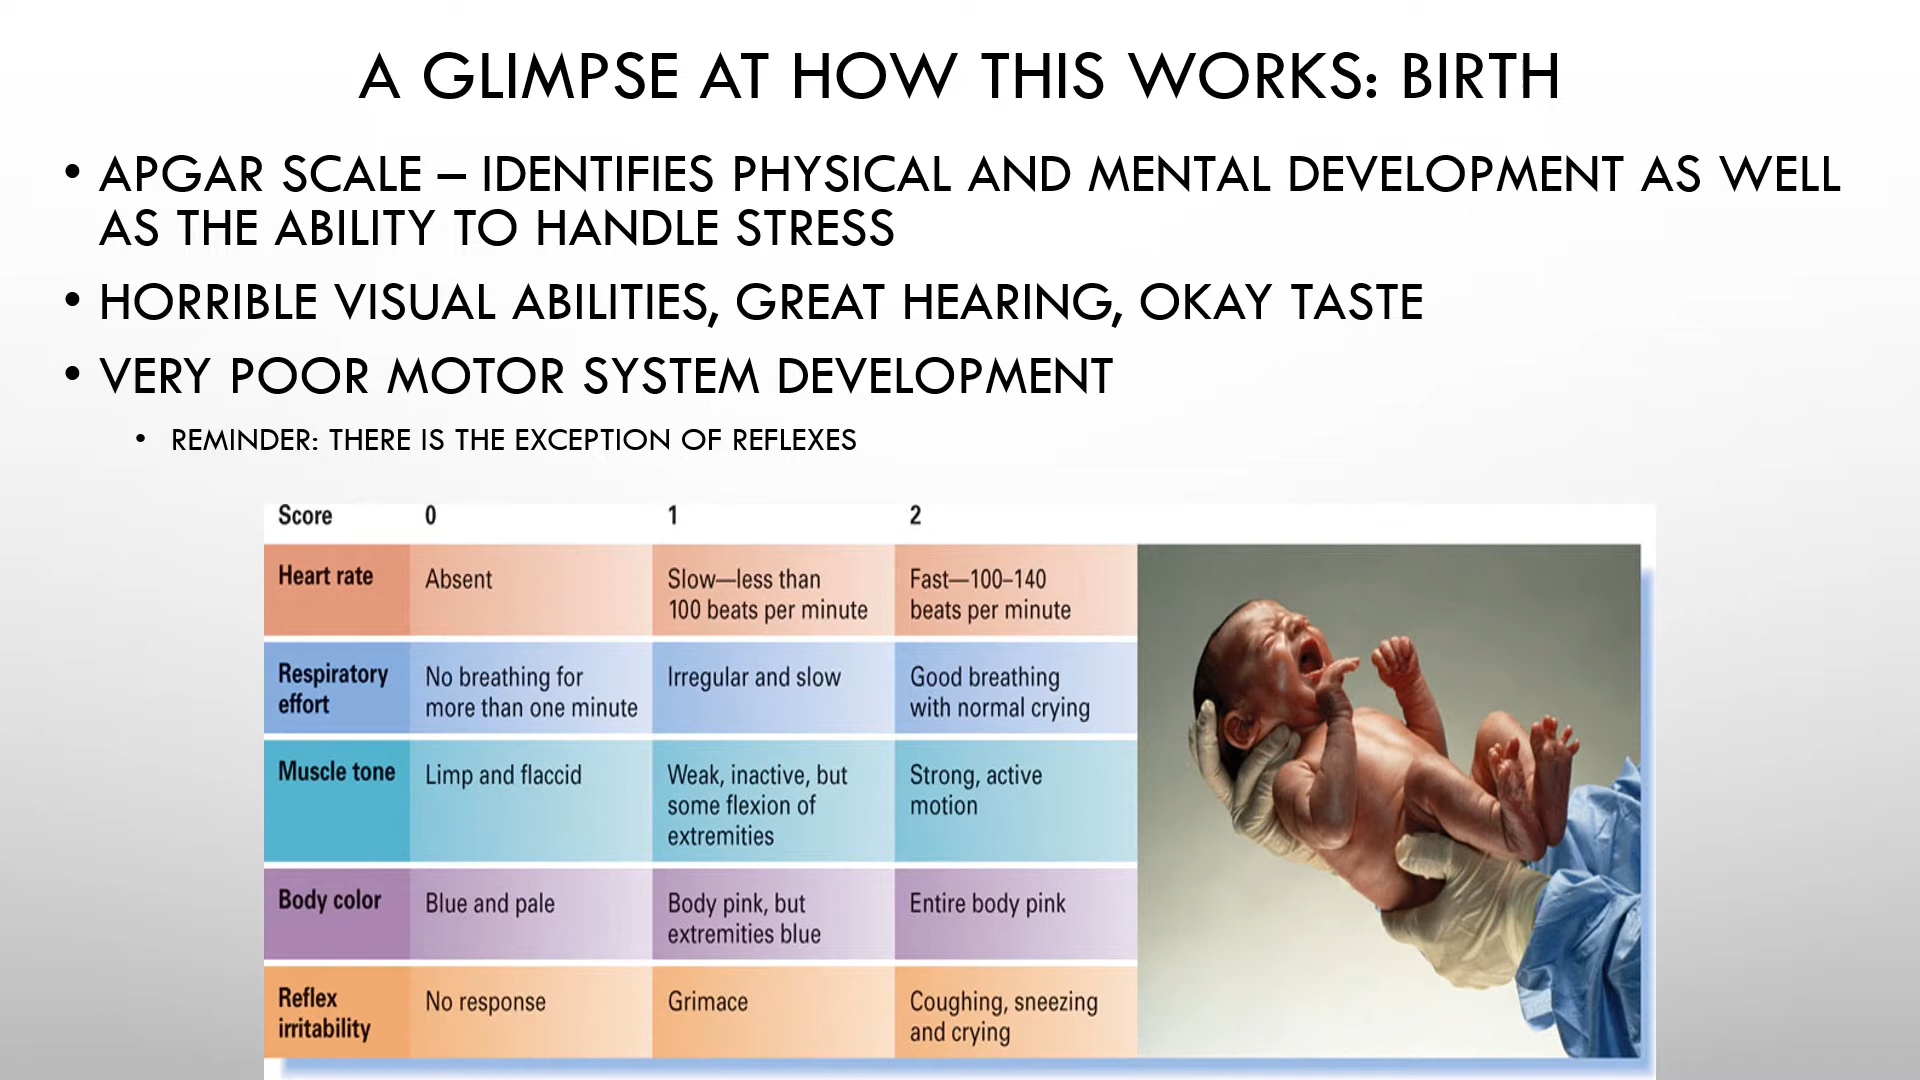 A GLIMPSE AT HOW THIS WORKS: BIRTH
• APGAR SCALE – IDENTIFIES PHYSICAL AND MENTAL DEVELOPMENT AS WELL
AS THE ABILITY TO HANDLE STRESS
• HORRIBLE VISUAL ABILITIES, GREAT HEARING, OKAY TASTE
• VERY POOR MOTOR SYSTEM DEVELOPMENT
• REMINDER: THERE IS THE EXCEPTION OF REFLEXES
Score 0 1 2
Heart rate Absent Slow—less than Fast—100–140
100 beats per minute beats per minute
Respiratory No breathing for Irregular and slow Good breathing
effort more than one minute with normal crying
Muscle tone Limp and flaccid Weak, inactive, but Strong, active
some flexion of motion
extremities
Body color Blue and pale Body pink, but Entire body pink
extremities blue
Reflex No response Grimace Coughing, sneezing
irritability and crying